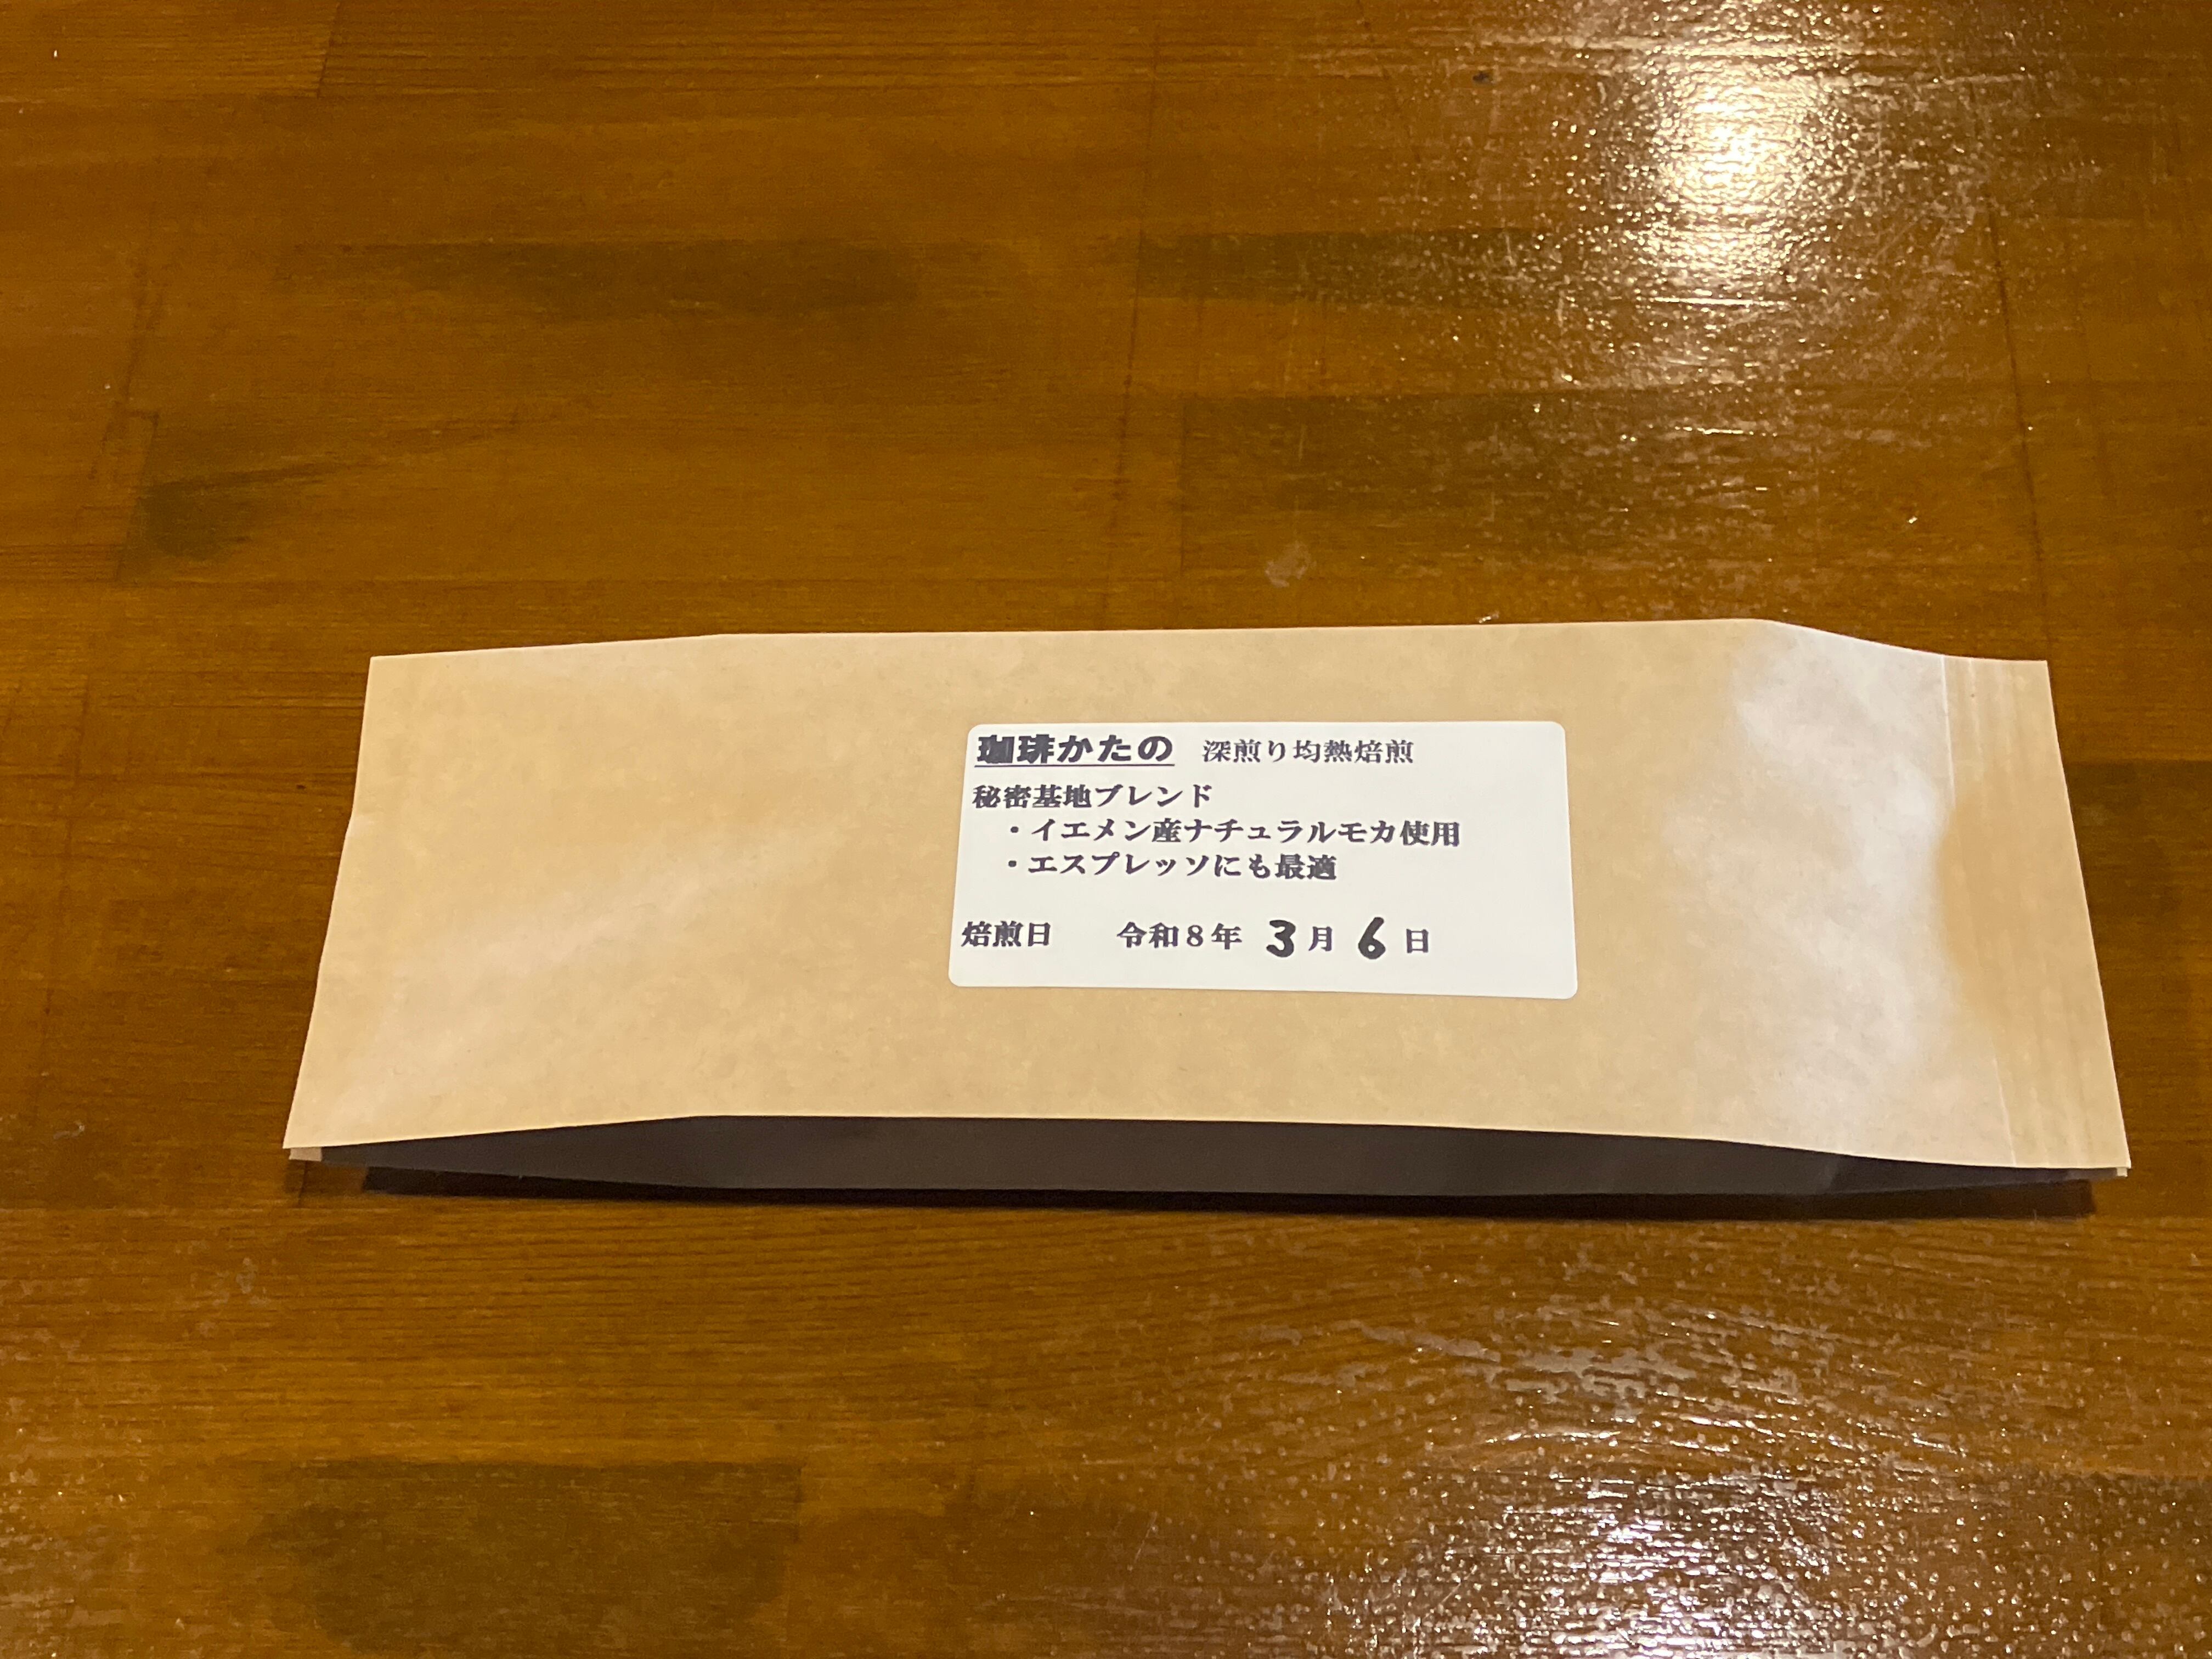 珈琲かたの 深煎り均熱焙煎
秘密基地ブレンド
・イエメン産ナチュラルモカ使用
・エスプレッソにも最適
焙煎日 令和8年 3月 6日